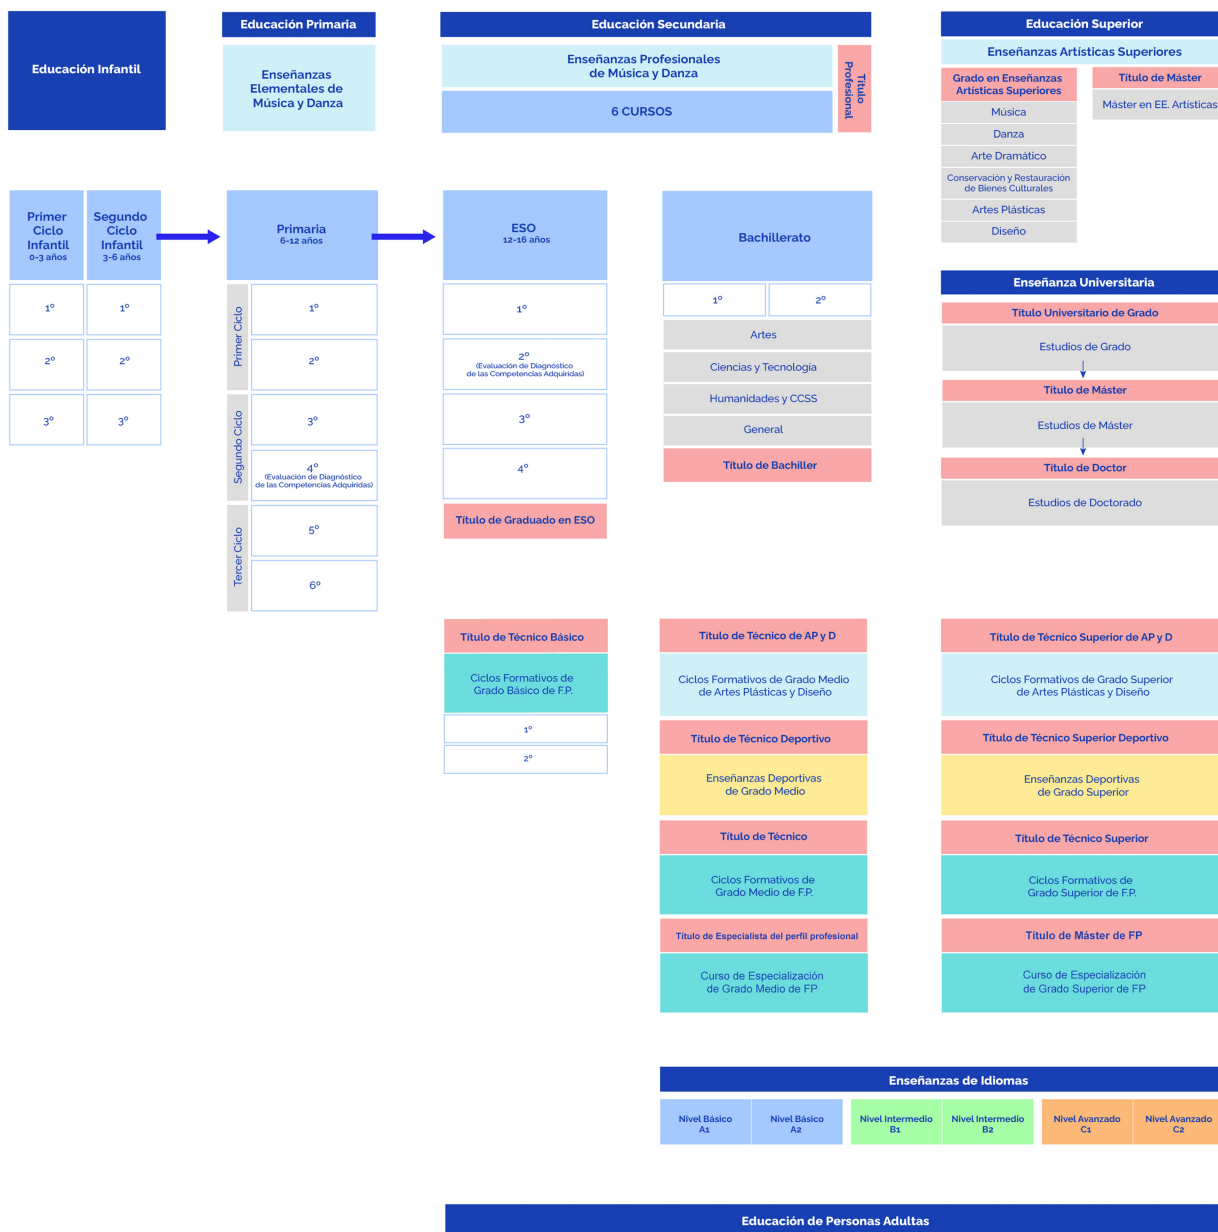 Educación Infantil
Educación Primaria
Enseñanzas
Elementales de
Música y Danza
Educación Secundaria
Enseñanzas Profesionales
de Música y Danza
6 CURSOS
Título
Profesional
Educación Superior
Enseñanzas Artísticas Superiores
Grado en Enseñanzas
Artísticas Superiores
Música
Danza
Arte Dramático
Conservación y Restauración
de Bienes Culturales
Artes Plásticas
Diseño
Título de Máster
Máster en EE. Artísticas
Primer
Ciclo
Infantil
0-3 años
1º
2º
3º
Segundo
Ciclo
Infantil
3-6 años
1º
2º
3º
Primaria
6-12 años
Primer Ciclo
1º
2º
Segundo Ciclo
3º
4º
(Evaluación de Diagnóstico
de las Competencias Adquiridas)
Tercer Ciclo
5º
6º
ESO
12-16 años
1º
2º
(Evaluación de Diagnóstico
de las Competencias Adquiridas)
3º
4º
Título de Graduado en ESO
Bachillerato
1º
2º
Artes
Ciencias y Tecnología
Humanidades y CCSS
General
Título de Bachiller
Enseñanza Universitaria
Título Universitario de Grado
Estudios de Grado
Título de Máster
Estudios de Máster
Título de Doctor
Estudios de Doctorado
Título de Técnico Básico
Ciclos Formativos de
Grado Básico de F.P.
1º
2º
Título de Técnico de AP y D
Ciclos Formativos de Grado Medio
de Artes Plásticas y Diseño
Título de Técnico Deportivo
Enseñanzas Deportivas
de Grado Medio
Título de Técnico
Ciclos Formativos de
Grado Medio de F.P.
Título de Especialista del perfil profesional
Curso de Especialización
de Grado Medio de FP
Título de Técnico Superior de AP y D
Ciclos Formativos de Grado Superior
de Artes Plásticas y Diseño
Título de Técnico Superior Deportivo
Enseñanzas Deportivas
de Grado Superior
Título de Técnico Superior
Ciclos Formativos de
Grado Superior de F.P.
Título de Máster de FP
Curso de Especialización
de Grado Superior de FP
Enseñanzas de Idiomas
Nivel Básico
A1
Nivel Básico
A2
Nivel Intermedio
B1
Nivel Intermedio
B2
Nivel Avanzado
C1
Nivel Avanzado
C2
Educación de Personas Adultas